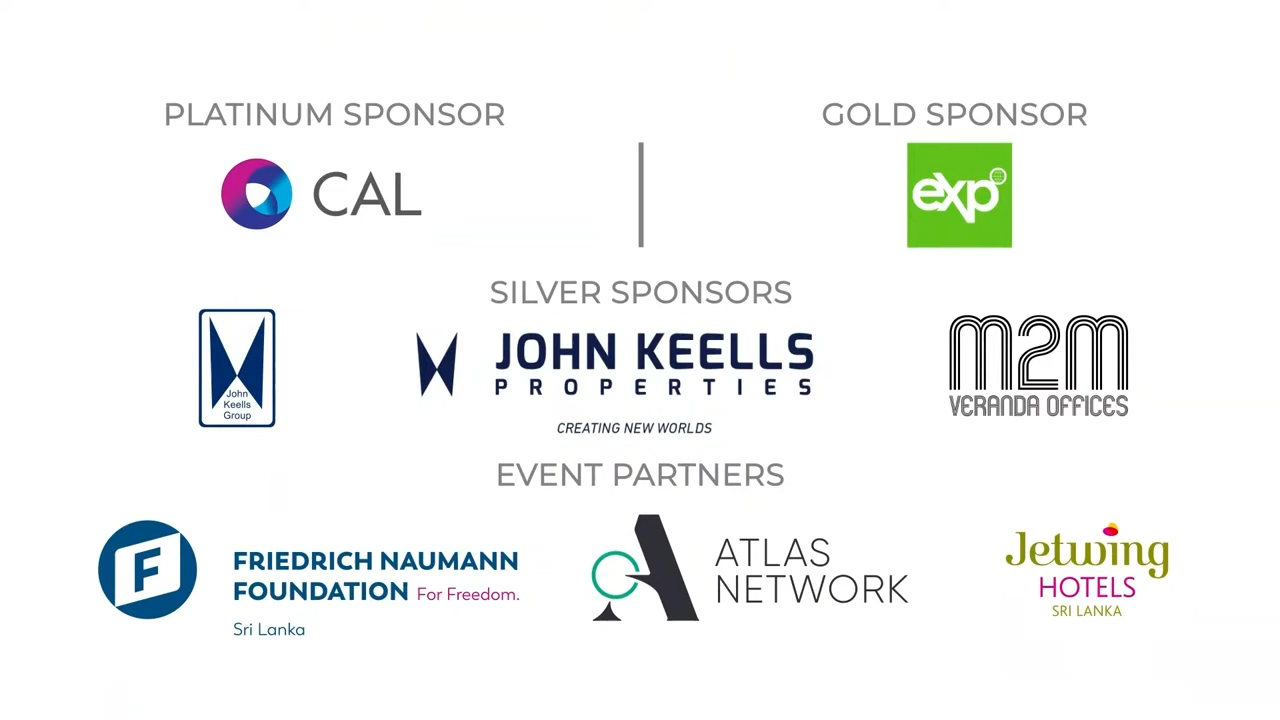 PLATINUM SPONSOR
CAL
GOLD SPONSOR
exp
SILVER SPONSORS
John
Keells
Group
JOHN KEELLS
PROPERTIES
CREATING NEW WORLDS
M2M
VERANDA OFFICES
EVENT PARTNERS
F
FRIEDRICH NAUMANN
FOUNDATION For Freedom.
Sri Lanka
ATLAS
NETWORK
Jetwing
HOTELS
SRI LANKA